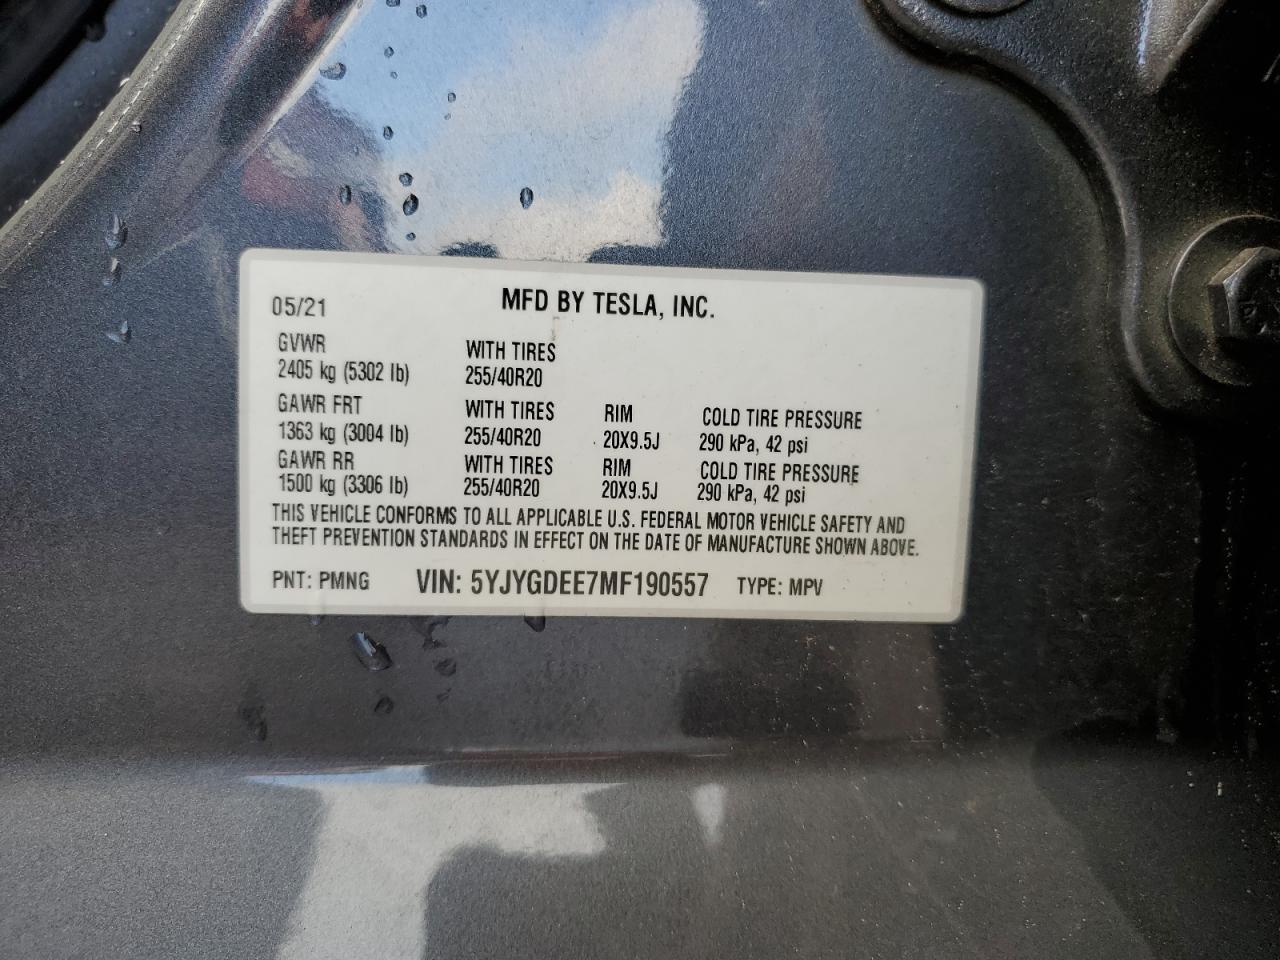 05/21 MFD BY TESLA, INC.
GVWR WITH TIRES
2405 kg (5302 lb) 255/40R20
GAWR FRT WITH TIRES RIM COLD TIRE PRESSURE
1363 kg (3004 lb) 255/40R20 20X9.5J 290 kPa, 42 psi
GAWR RR WITH TIRES RIM COLD TIRE PRESSURE
1500 kg (3306 lb) 255/40R20 20X9.5J 290 kPa, 42 psi
THIS VEHICLE CONFORMS TO ALL APPLICABLE U.S. FEDERAL MOTOR VEHICLE SAFETY AND
THEFT PREVENTION STANDARDS IN EFFECT ON THE DATE OF MANUFACTURE SHOWN ABOVE.
PNT: PMNG VIN: 5YJYGDEE7MF190557 TYPE: MPV